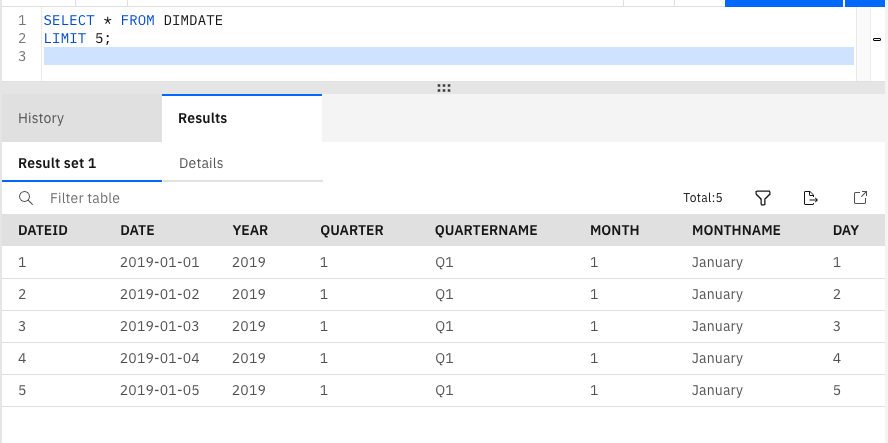 1 SELECT * FROM DIMDATE
2 LIMIT 5;
3
History Results
Result set 1 Details
Filter table Total:5
DATEID DATE YEAR QUARTER QUARTERNAME MONTH MONTHNAME DAY
1 2019-01-01 2019 1 Q1 1 January 1
2 2019-01-02 2019 1 Q1 1 January 2
3 2019-01-03 2019 1 Q1 1 January 3
4 2019-01-04 2019 1 Q1 1 January 4
5 2019-01-05 2019 1 Q1 1 January 5